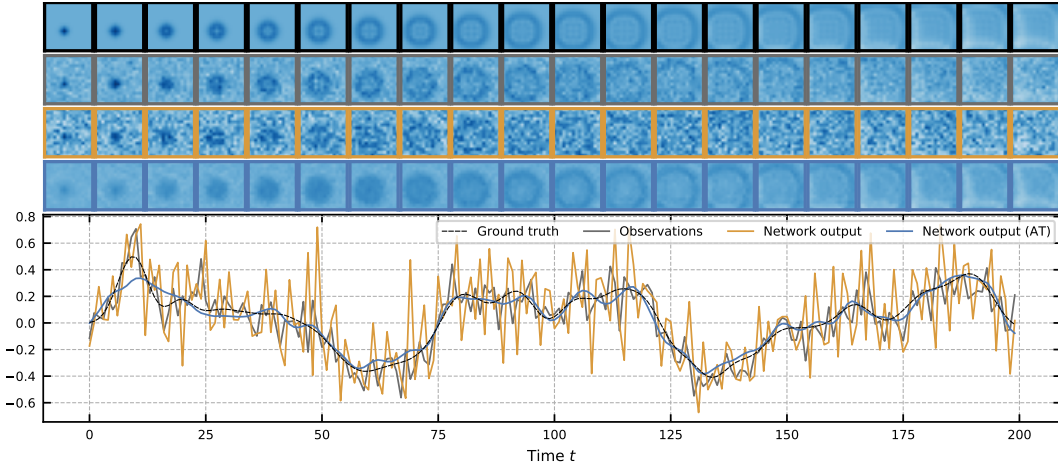 0.8
0.6
0.4
0.2
0.0
−0.2
−0.4
−0.6
Ground truth Observations Network output Network output (AT)
0 25 50 75 100 125 150 175 200
Time t